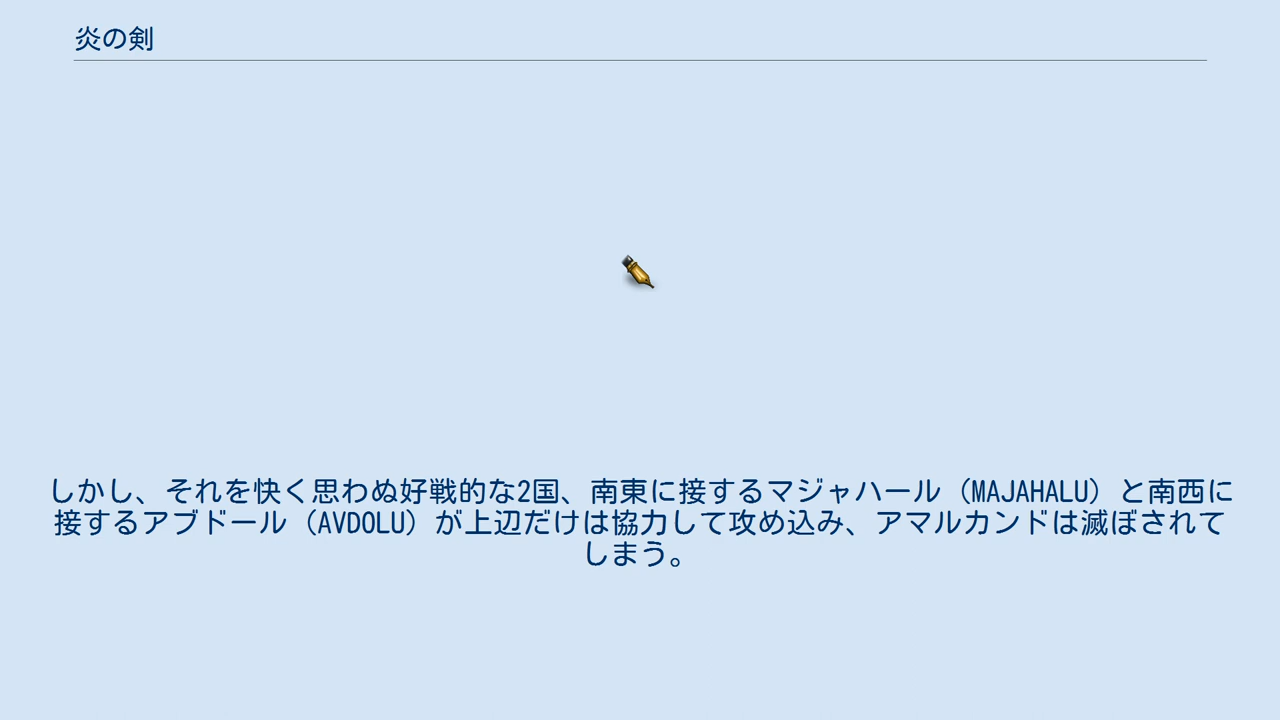 炎の剣
しかし、それを快く思わぬ好戦的な2国、南東に接するマジャハール（MAJAHALU）と南西に
接するアブドール（AVDOLU）が上辺だけは協力して攻め込み、アマルカンドは滅ぼされて
しまう。